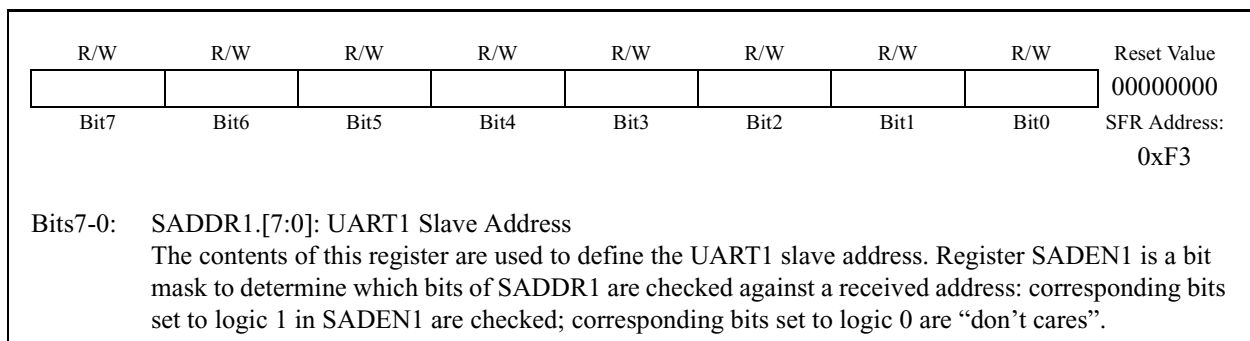 R/W R/W R/W R/W R/W R/W R/W R/W Reset Value
00000000
Bit7 Bit6 Bit5 Bit4 Bit3 Bit2 Bit1 Bit0 SFR Address:
0xF3
Bits7-0: SADDR1.[7:0]: UART1 Slave Address
The contents of this register are used to define the UART1 slave address. Register SADEN1 is a bit
mask to determine which bits of SADDR1 are checked against a received address: corresponding bits
set to logic 1 in SADEN1 are checked; corresponding bits set to logic 0 are “don’t cares”.